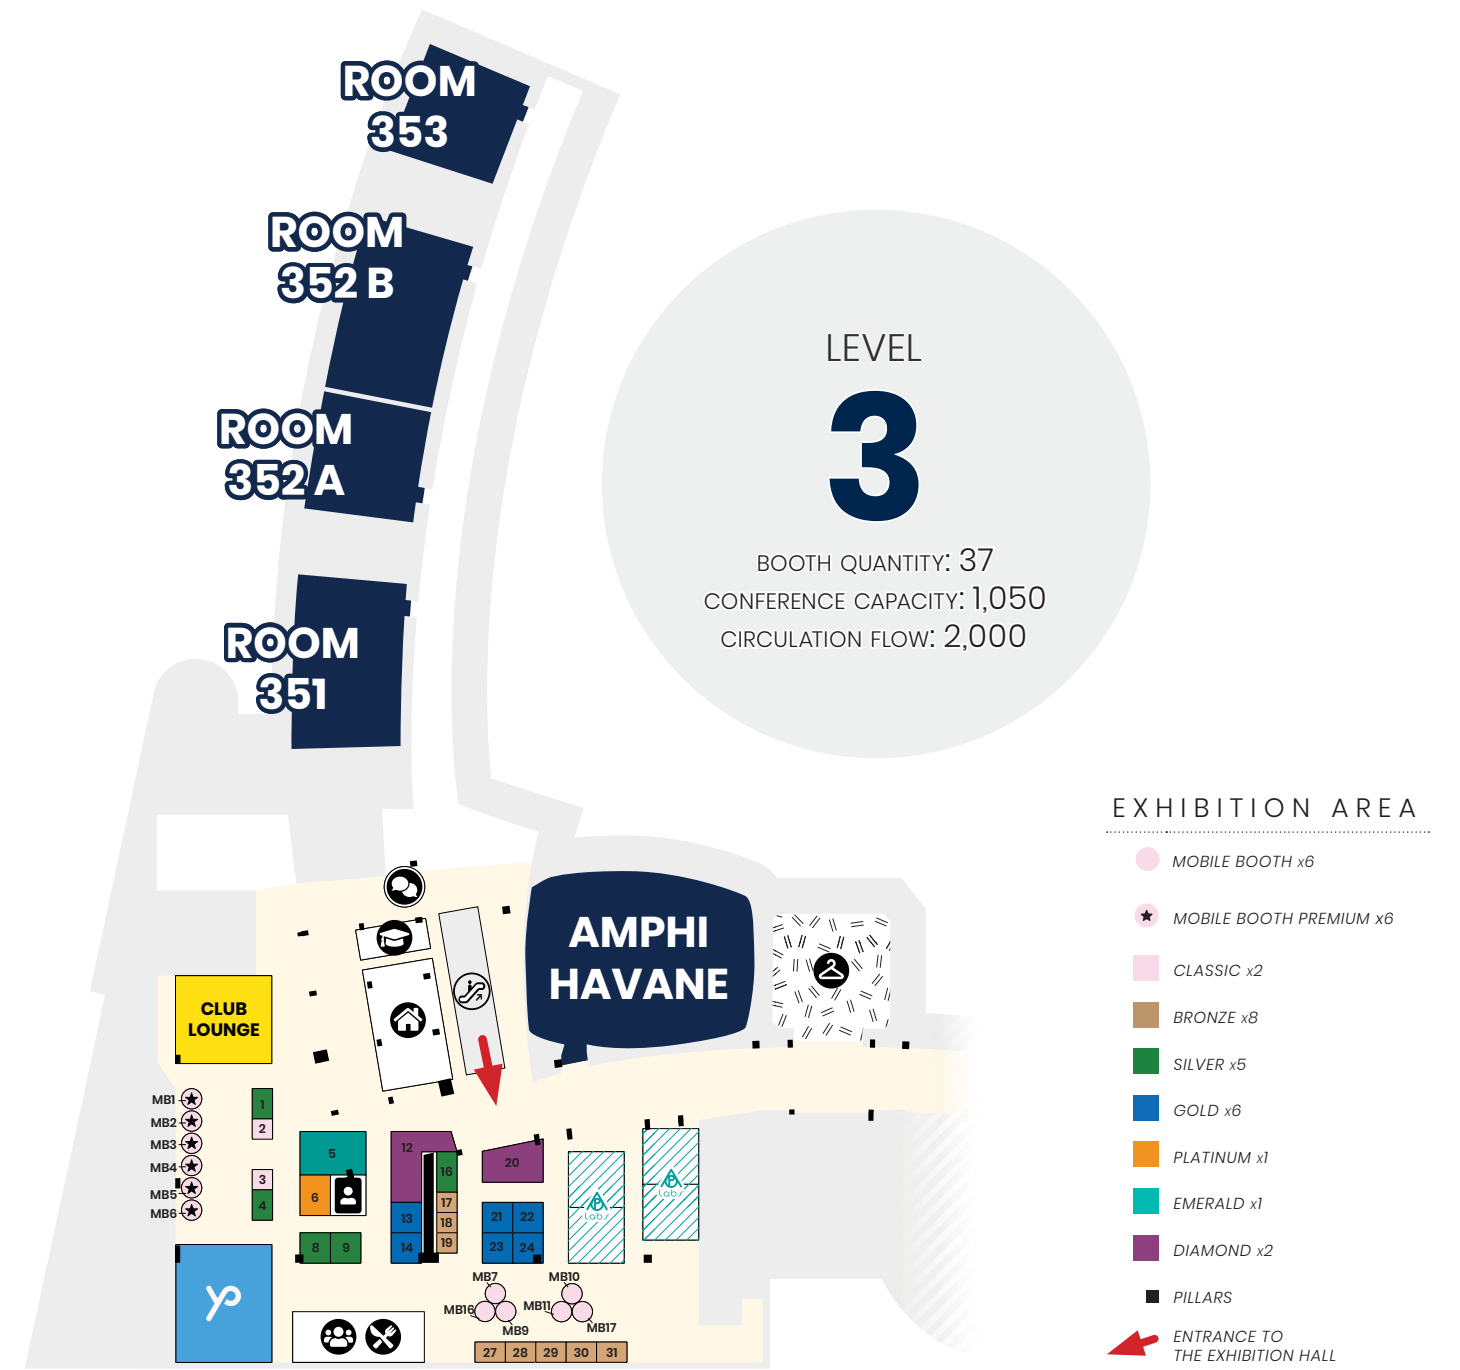 ROOM
353
ROOM
352 B
ROOM
352 A
ROOM
351
LEVEL
3
BOOTH QUANTITY: 37
CONFERENCE CAPACITY: 1,050
CIRCULATION FLOW: 2,000
AMPHI
HAVANE
CLUB
LOUNGE
MB1
MB2
MB3
MB4
MB5
MB6
1
2
3
4
5
6
8
9
12
13
14
16
17
18
19
20
21
22
23
24
Labs
Labs
MB7
MB16
MB9
MB10
MB11
MB17
27
28
29
30
31
yp
EXHIBITION AREA
MOBILE BOOTH x6
MOBILE BOOTH PREMIUM x6
CLASSIC x2
BRONZE x8
SILVER x5
GOLD x6
PLATINUM x1
EMERALD x1
DIAMOND x2
PILLARS
ENTRANCE TO
THE EXHIBITION HALL